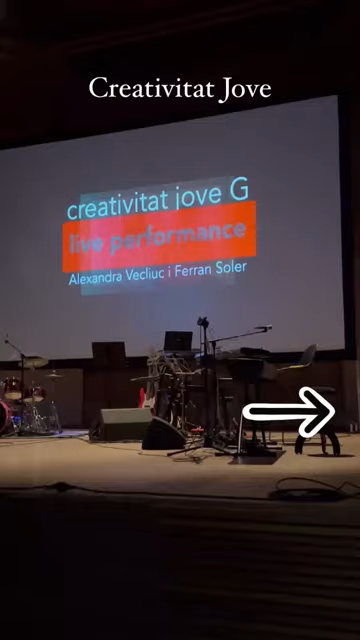 Creativitat Jove
creativitat jove G
live performance
Alexandra Vecliuc i Ferran Soler